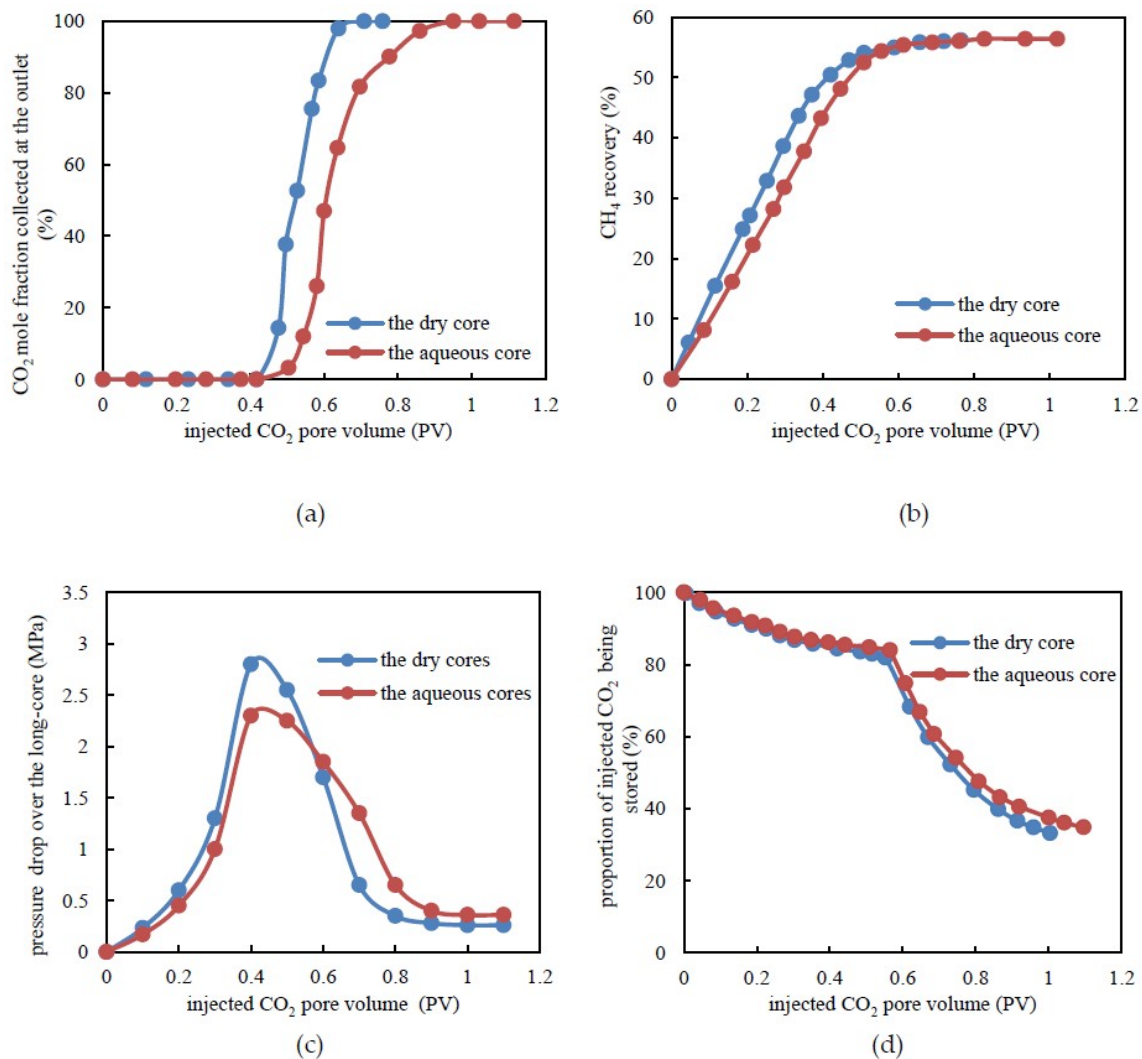 CO2 mole fraction collected at the outlet
(%)
100
80
60
40
20
0
the dry core
the aqueous core
0
0.2
0.4
0.6
0.8
1
1.2
injected CO2 pore volume (PV)
(a)
CH4 recovery (%)
60
50
40
30
20
10
0
the dry core
the aqueous core
0
0.2
0.4
0.6
0.8
1
1.2
injected CO2 pore volume (PV)
(b)
pressure drop over the long-core (MPa)
3.5
3
2.5
2
1.5
1
0.5
0
the dry cores
the aqueous cores
0
0.2
0.4
0.6
0.8
1
1.2
injected CO2 pore volume (PV)
(c)
proportion of injected CO2 being
stored (%)
100
80
60
40
20
0
the dry core
the aqueous core
0
0.2
0.4
0.6
0.8
1
1.2
injected CO2 pore volume (PV)
(d)